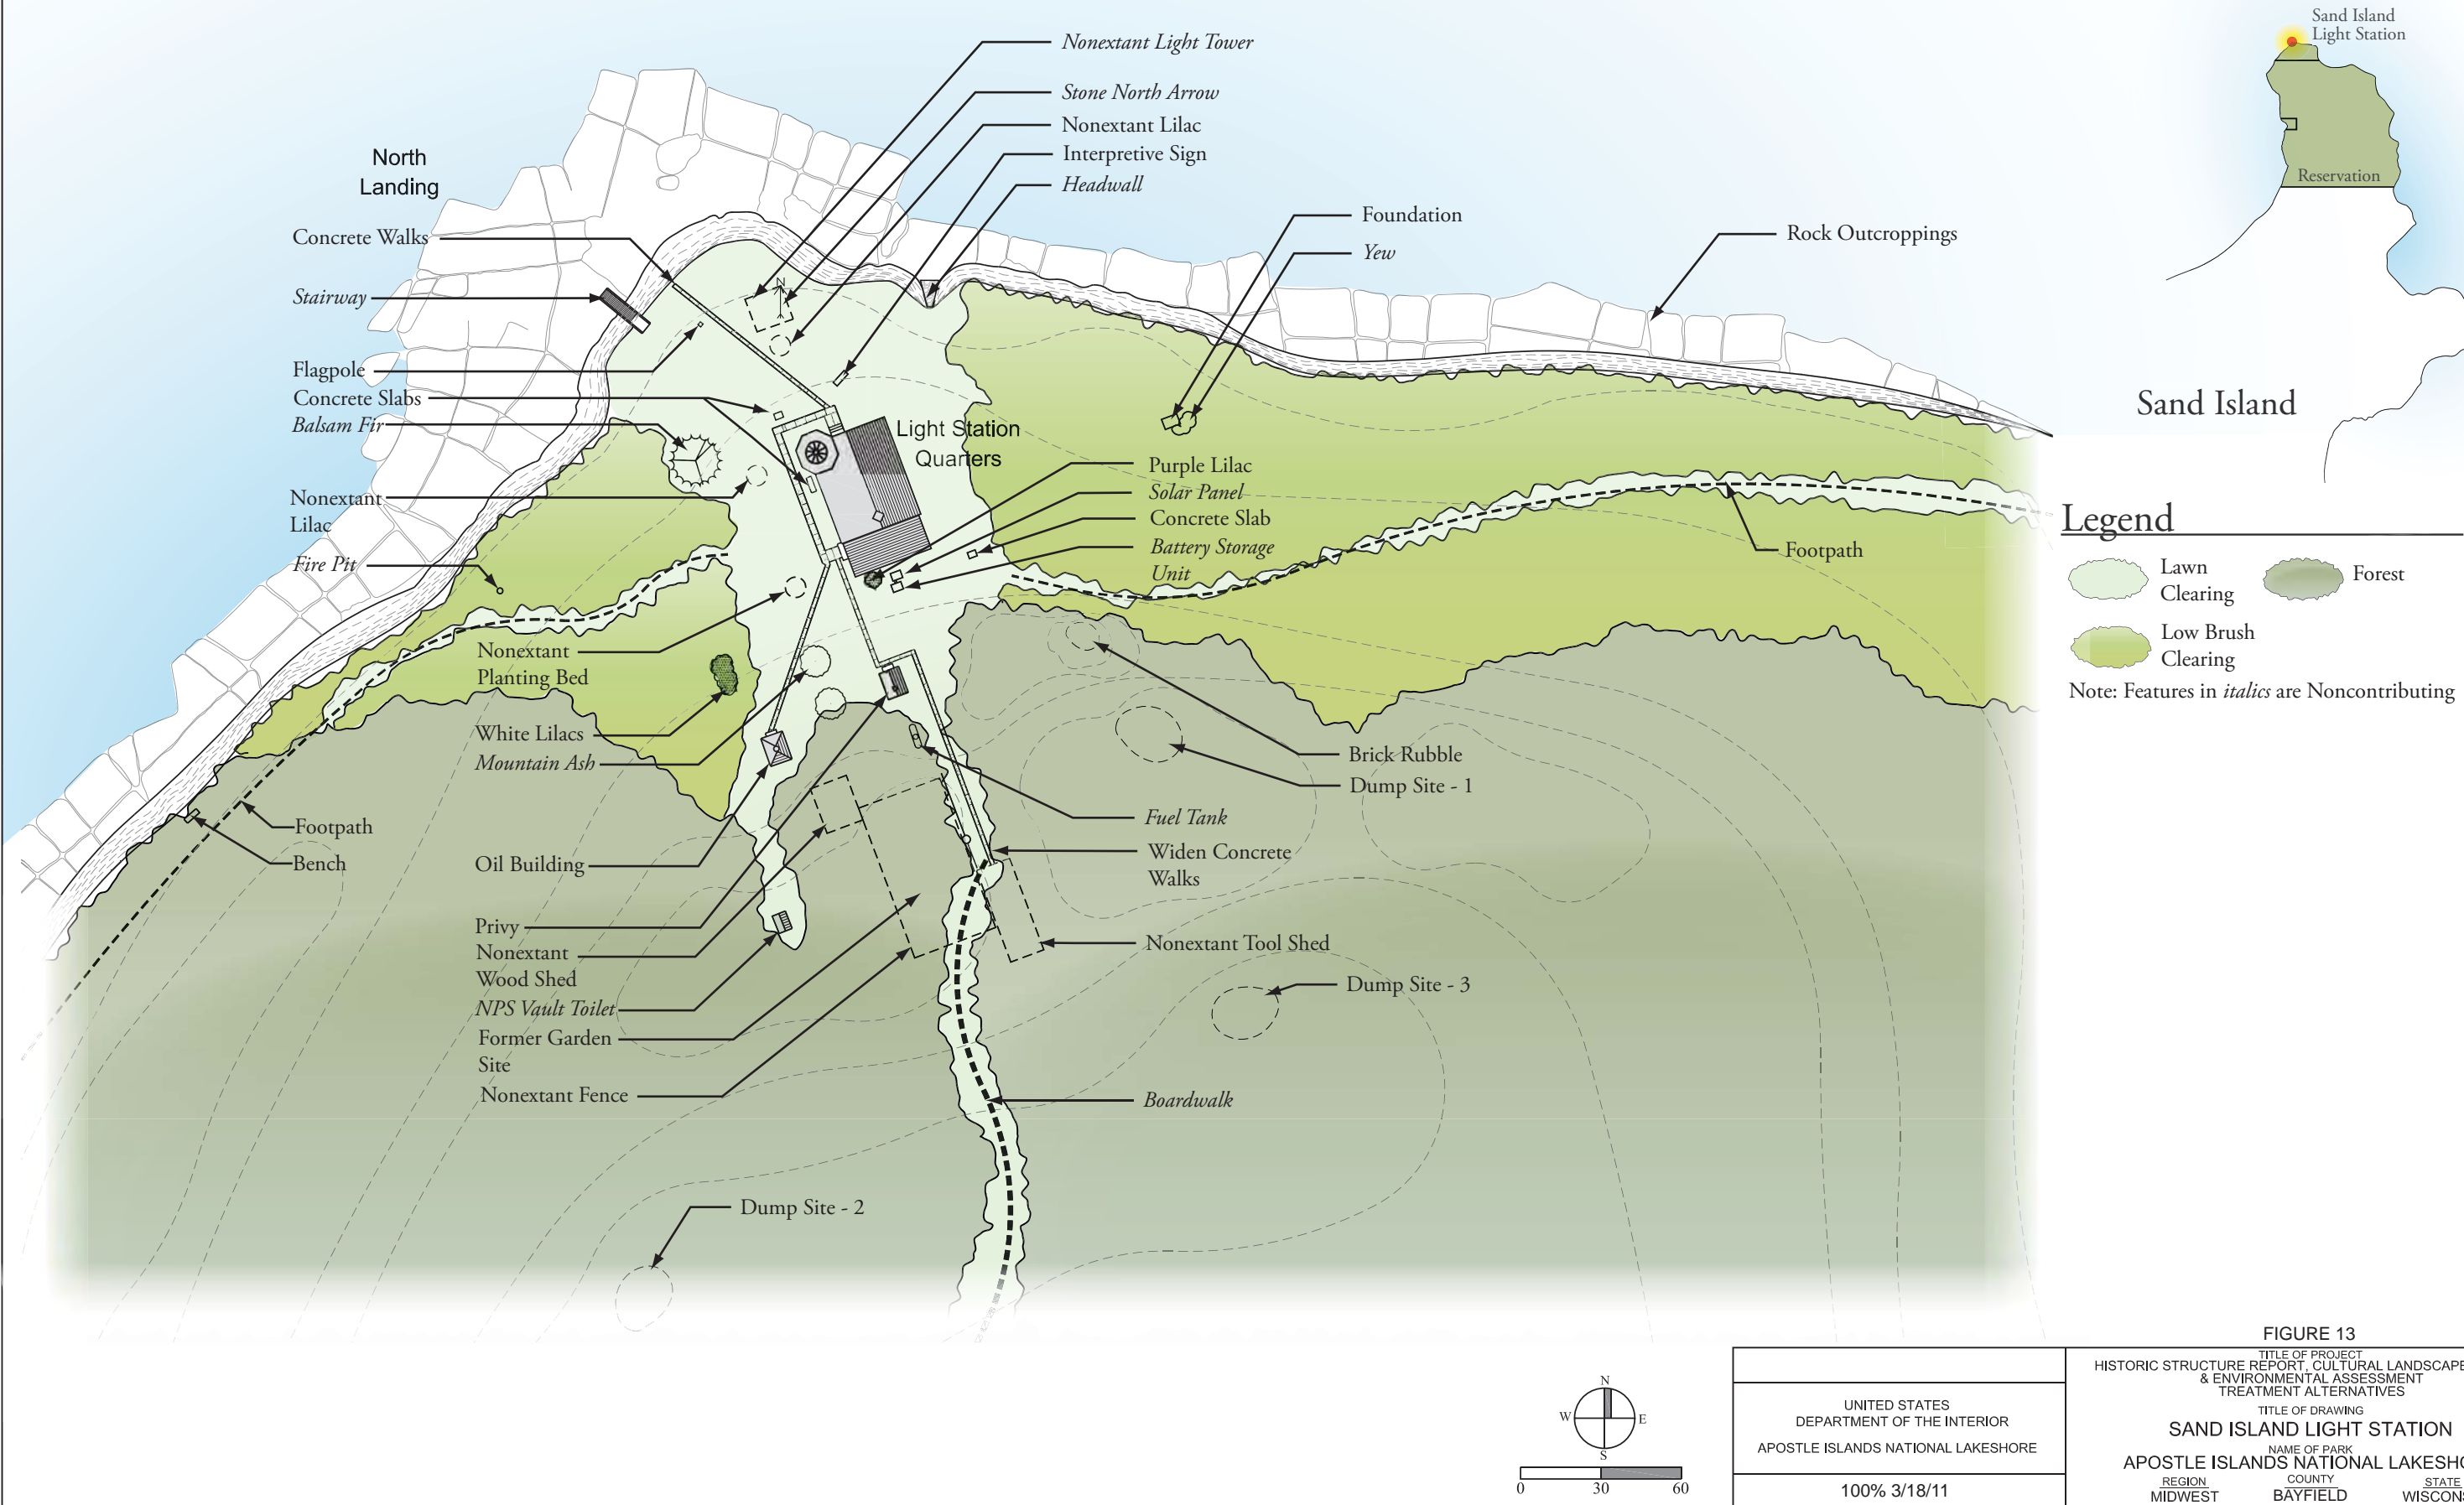 Nonextant Light Tower
Stone North Arrow
Nonextant Lilac
Interpretive Sign
Headwall
North
Landing
Concrete Walks
Stairway
Flagpole
Concrete Slabs
Balsam Fir
Nonextant
Lilac
Fire Pit
N
Light Station
Quarters
Foundation
Yew
Rock Outcroppings
Purple Lilac
Solar Panel
Concrete Slab
Battery Storage
Unit
Footpath
Nonextant
Planting Bed
White Lilacs
Mountain Ash
Footpath
Bench
Oil Building
Privy
Nonextant
Wood Shed
NPS Vault Toilet
Former Garden
Site
Nonextant Fence
Brick Rubble
Dump Site - 1
Fuel Tank
Widen Concrete
Walks
Nonextant Tool Shed
Dump Site - 3
Boardwalk
Dump Site - 2
Sand Island
Light Station
Reservation
Sand Island
Legend
Lawn
Clearing
Forest
Low Brush
Clearing
Note: Features in italics are Noncontributing
N
W E
S
0 30 60
UNITED STATES
DEPARTMENT OF THE INTERIOR
APOSTLE ISLANDS NATIONAL LAKESHORE
100% 3/18/11
FIGURE 13
TITLE OF PROJECT
HISTORIC STRUCTURE REPORT, CULTURAL LANDSCAPE
& ENVIRONMENTAL ASSESSMENT
TREATMENT ALTERNATIVES
TITLE OF DRAWING
SAND ISLAND LIGHT STATION
NAME OF PARK
APOSTLE ISLANDS NATIONAL LAKESHO
REGION COUNTY STATE
MIDWEST BAYFIELD WISCON